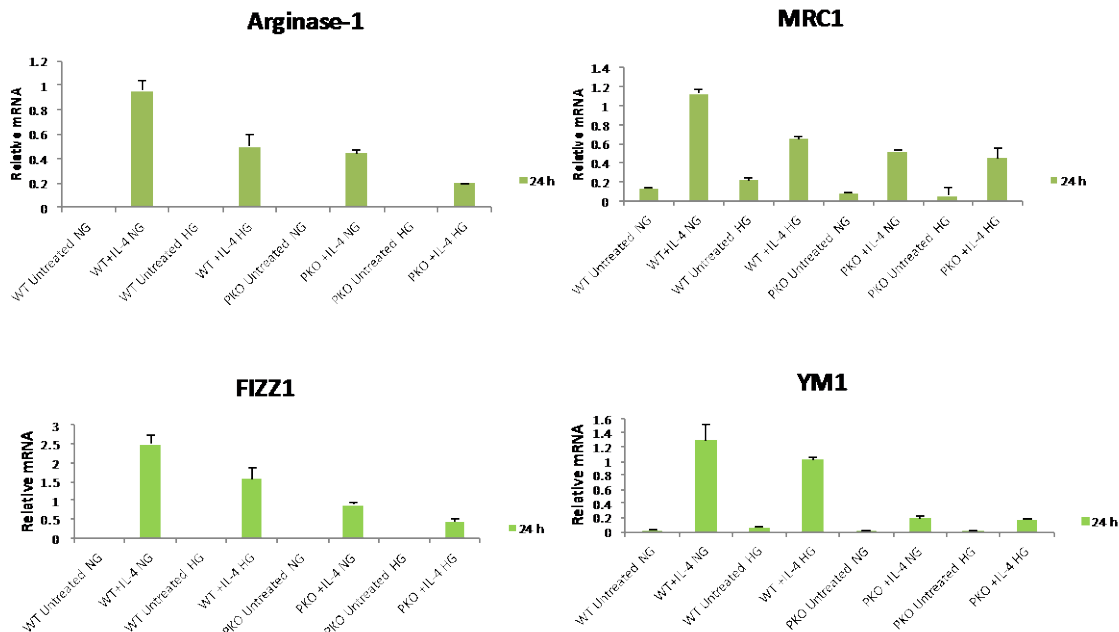 Arginase-1
Relative mRNA
1.2
1
0.8
0.6
0.4
0.2
0
WT Untreated NG
WT+IL-4 NG
WT Untreated HG
WT +IL-4 HG
PKO Untreated NG
PKO +IL-4 NG
PKO Untreated HG
PKO +IL-4 HG
24 h
MRC1
Relative mRNA
1.4
1.2
1
0.8
0.6
0.4
0.2
0
WT Untreated NG
WT+IL-4 NG
WT Untreated HG
WT +IL-4 HG
PKO Untreated NG
PKO +IL-4 NG
PKO Untreated HG
PKO +IL-4 HG
24 h
FIZZ1
Relative mRNA
3
2.5
2
1.5
1
0.5
0
WT Untreated NG
WT+IL-4 NG
WT Untreated HG
WT +IL-4 HG
PKO Untreated NG
PKO +IL-4 NG
PKO Untreated HG
PKO +IL-4 HG
24 h
YM1
Relative mRNA
1.6
1.4
1.2
1
0.8
0.6
0.4
0.2
0
WT Untreated NG
WT+IL-4 NG
WT Untreated HG
WT +IL-4 HG
PKO Untreated NG
PKO +IL-4 NG
PKO Untreated HG
PKO +IL-4 HG
24 h